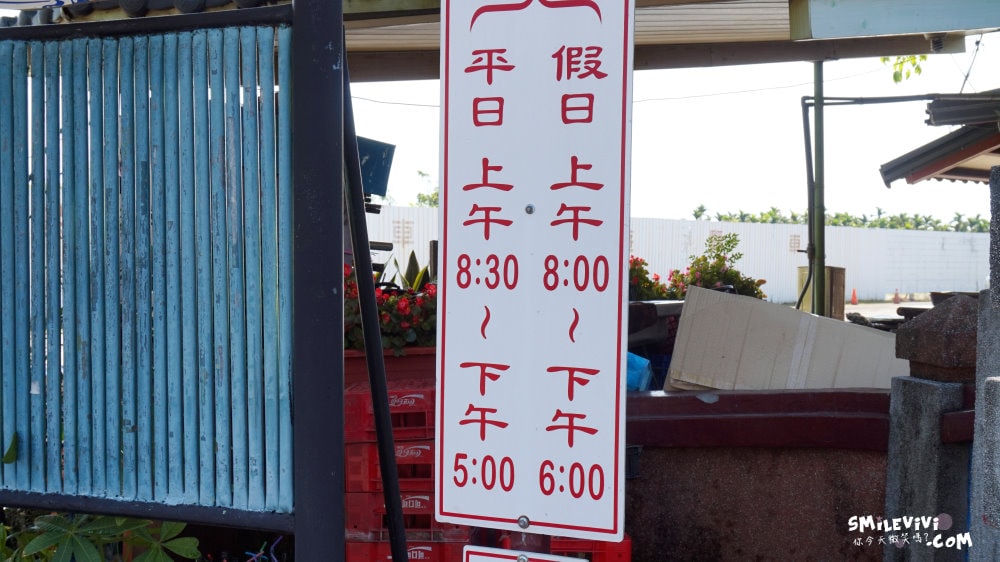 假日
上午
8:00
~
下午
6:00
平日
上午
8:30
~
下午
5:00
SMILEVIVI
你今天微笑嗎?
.COM